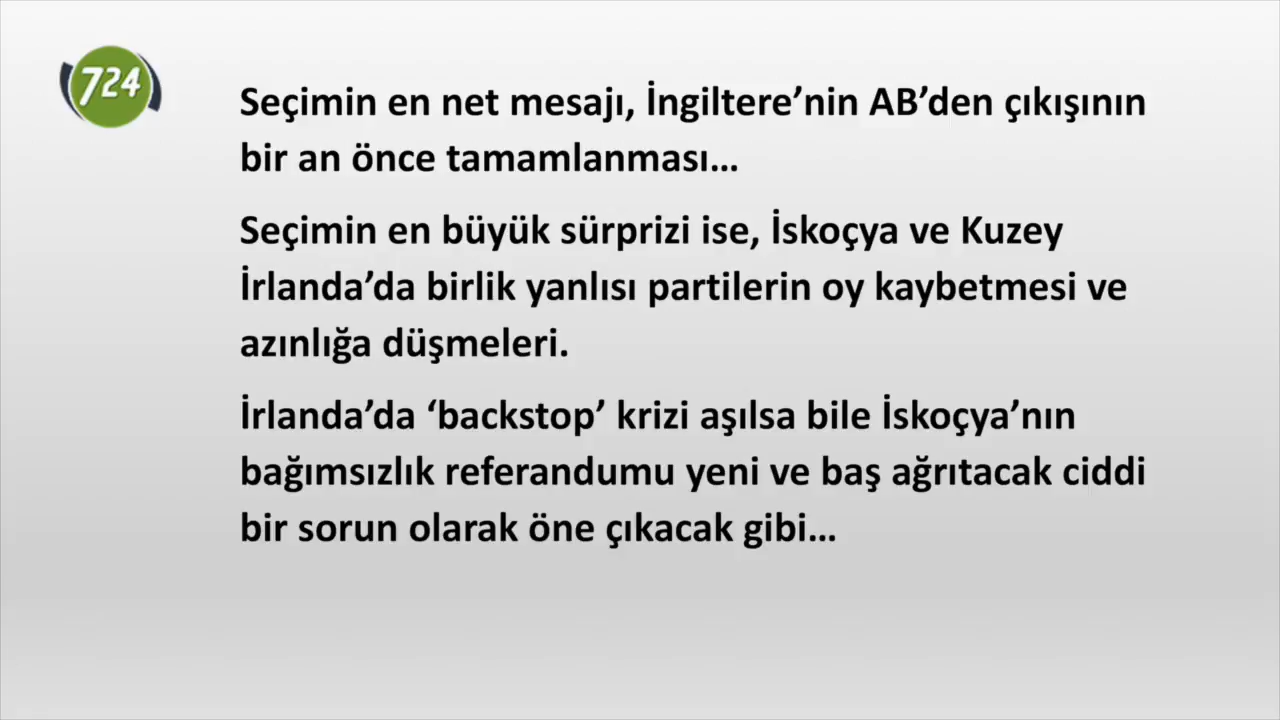 724
Seçimin en net mesajı, İngiltere’nin AB’den çıkışının
bir an önce tamamlanması…
Seçimin en büyük sürprizi ise, İskoçya ve Kuzey
İrlanda’da birlik yanlısı partilerin oy kaybetmesi ve
azınlığa düşmeleri.
İrlanda’da ‘backstop’ krizi aşılsa bile İskoçya’nın
bağımsızlık referandumu yeni ve baş ağrıtacak ciddi
bir sorun olarak öne çıkacak gibi…